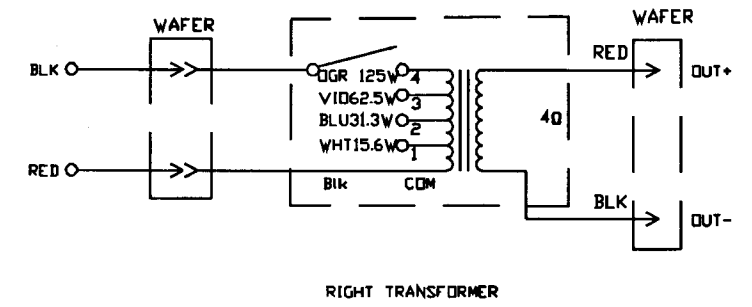 WAFER
WAFER
BLK
OGR 125W 4
RED
OUT+
VIO62.5W 3
BLU31.3W 2
4Ω
WHT15.6W 1
RED
Blk
COM
BLK
OUT-
RIGHT TRANSFORMER